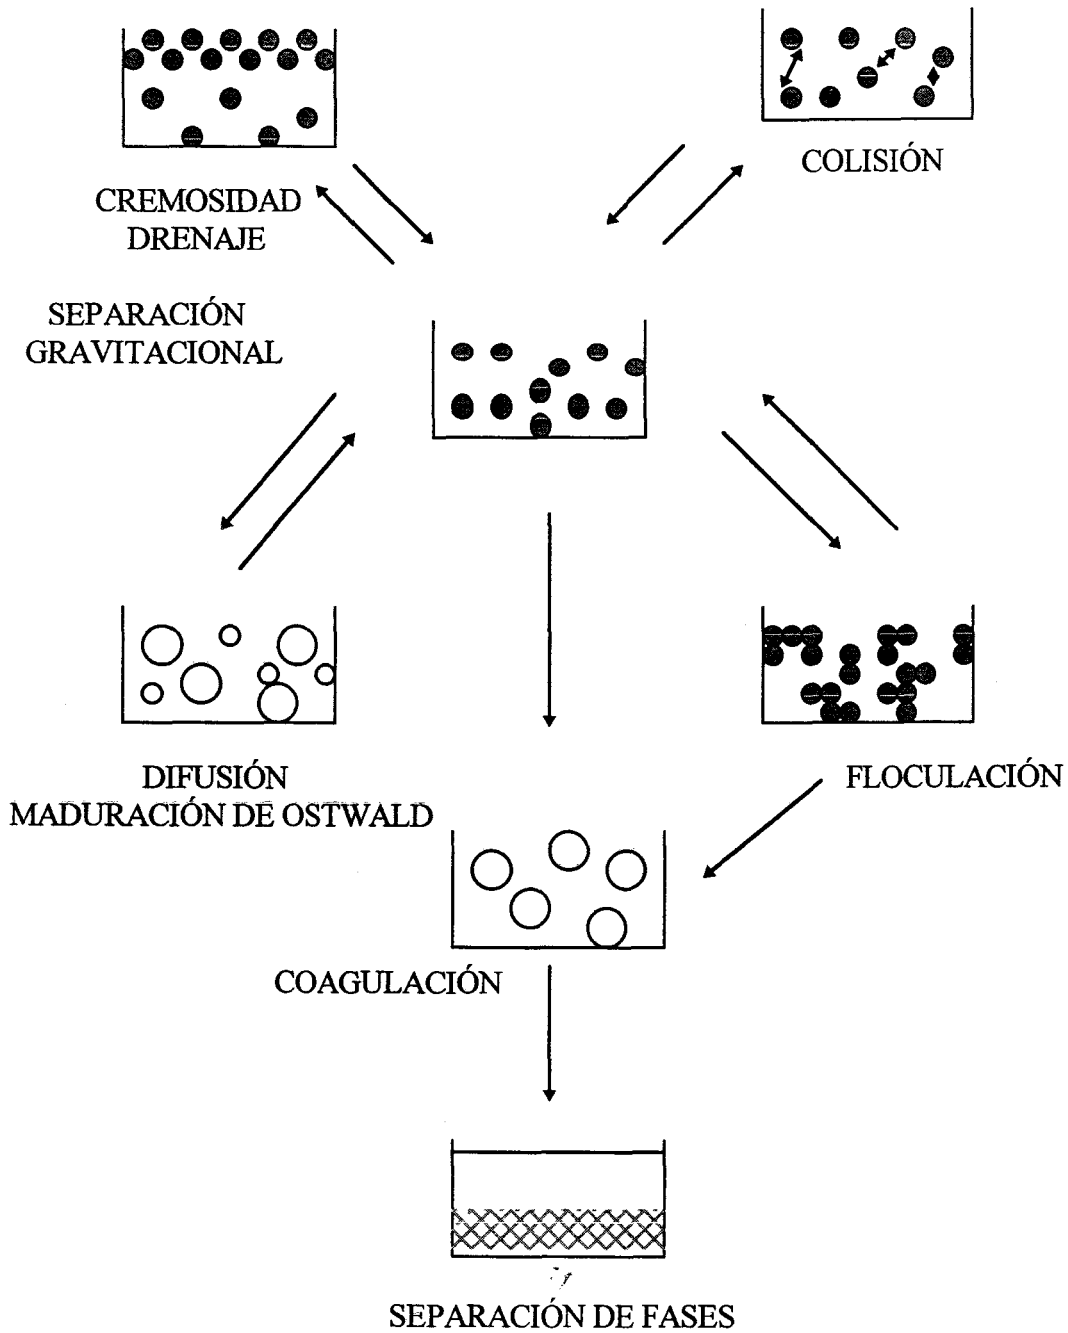 COLISIÓN
CREMOSIDAD
DRENAJE
SEPARACIÓN
GRAVITACIONAL
DIFUSIÓN
MADURACIÓN DE OSTWALD
FLOCULACIÓN
COAGULACIÓN
SEPARACIÓN DE FASES